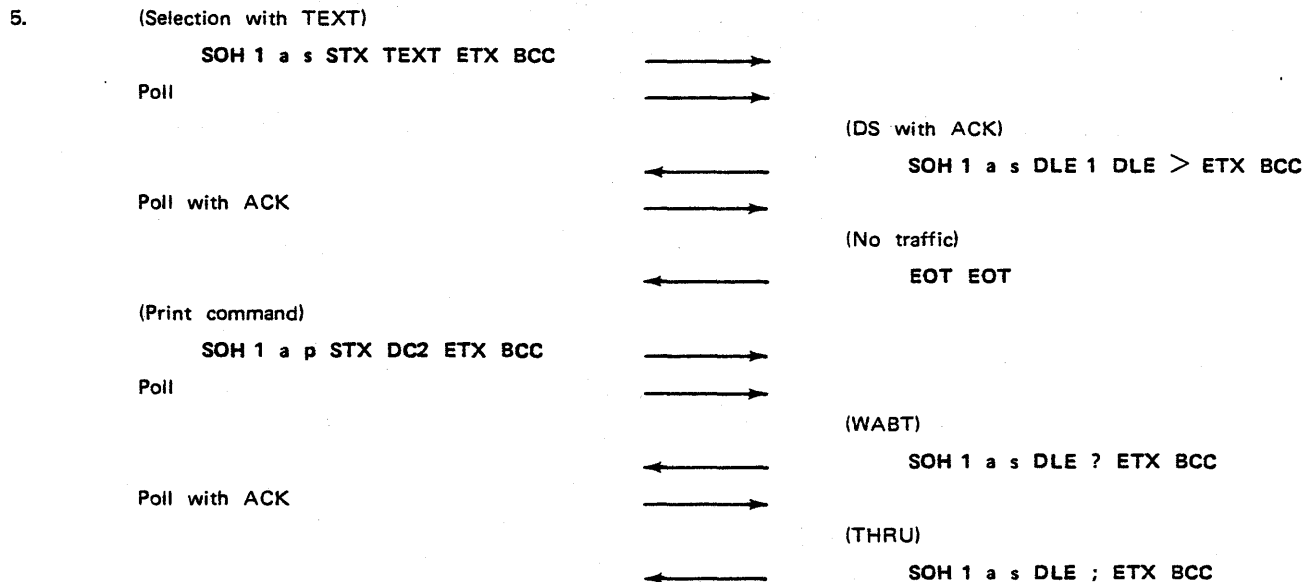 5. (Selection with TEXT)
SOH 1 a s STX TEXT ETX BCC
Poll
(DS with ACK)
SOH 1 a s DLE 1 DLE > ETX BCC
Poll with ACK
(No traffic)
EOT EOT
(Print command)
SOH 1 a p STX DC2 ETX BCC
Poll
(WABT)
SOH 1 a s DLE ? ETX BCC
Poll with ACK
(THRU)
SOH 1 a s DLE ; ETX BCC